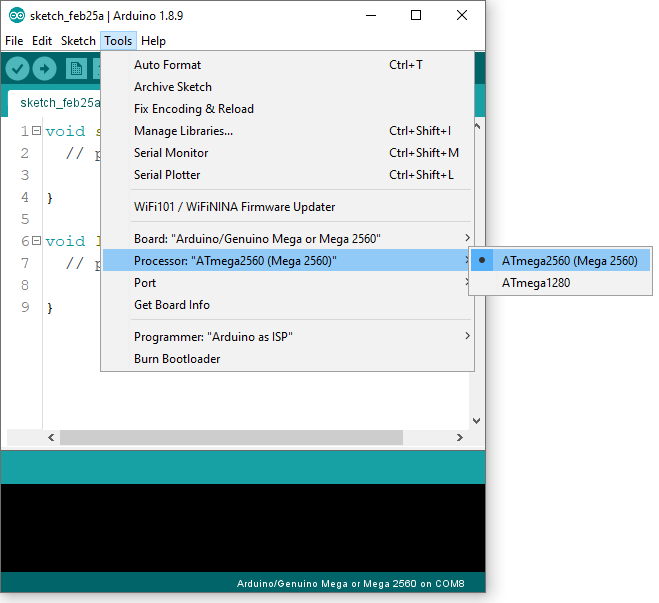 sketch_feb25a | Arduino 1.8.9
File Edit Sketch Tools Help
sketch_feb25a
Auto Format Ctrl+T
Archive Sketch
Fix Encoding & Reload
Manage Libraries... Ctrl+Shift+I
Serial Monitor Ctrl+Shift+M
Serial Plotter Ctrl+Shift+L
WiFi101 / WiFiNINA Firmware Updater
Board: "Arduino/Genuino Mega or Mega 2560"
Processor: "ATmega2560 (Mega 2560)"
Port
Get Board Info
Programmer: "Arduino as ISP"
Burn Bootloader
ATmega2560 (Mega 2560)
ATmega1280
1 void s
2 // p
3
4 }
5
6 void l
7 // p
8
9 }
Arduino/Genuino Mega or Mega 2560 on COM8